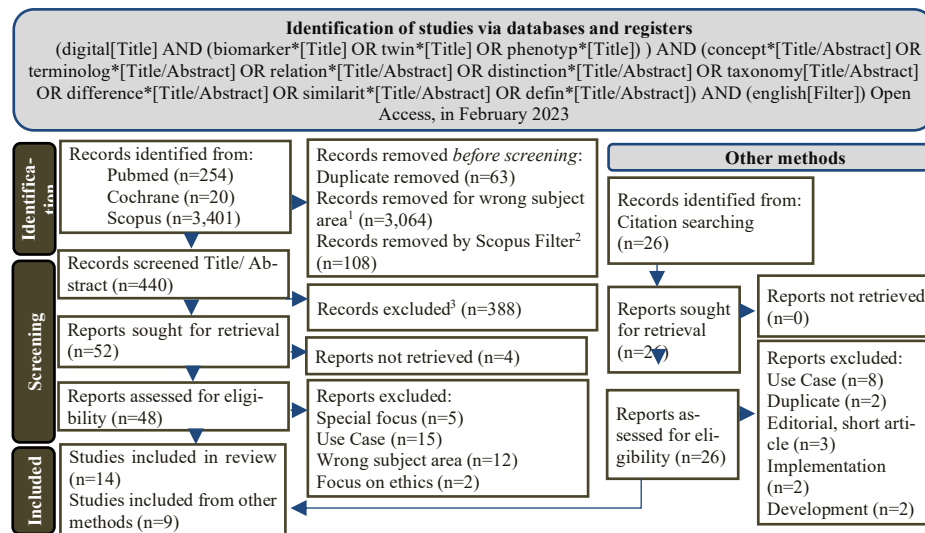 Identification of studies via databases and registers
(digital[Title] AND (biomarker*[Title] OR twin*[Title] OR phenotyp*[Title]) ) AND (concept*[Title/Abstract] OR
terminolog*[Title/Abstract] OR relation*[Title/Abstract] OR distinction*[Title/Abstract] OR taxonomy[Title/Abstract]
OR difference*[Title/Abstract] OR similarit*[Title/Abstract] OR defin*[Title/Abstract]) AND (english[Filter]) Open
Access, in February 2023
Identifica-
tion
Records identified from:
Pubmed (n=254)
Cochrane (n=20)
Scopus (n=3,401)
Records removed before screening:
Duplicate removed (n=63)
Records removed for wrong subject
area1 (n=3,064)
Records removed by Scopus Filter2
(n=108)
Other methods
Records identified from:
Citation searching
(n=26)
Screening
Records screened Title/ Ab-
stract (n=440)
Records excluded3 (n=388)
Reports sought for retrieval
(n=52)
Reports not retrieved (n=4)
Reports assessed for eligi-
bility (n=48)
Reports excluded:
Special focus (n=5)
Use Case (n=15)
Wrong subject area (n=12)
Focus on ethics (n=2)
Reports sought
for retrieval
(n=26)
Reports not retrieved
(n=0)
Reports as-
sessed for eli-
gibility (n=26)
Reports excluded:
Use Case (n=8)
Duplicate (n=2)
Editorial, short arti-
cle (n=3)
Implementation
(n=2)
Development (n=2)
Included
Studies included in review
(n=14)
Studies included from other
methods (n=9)